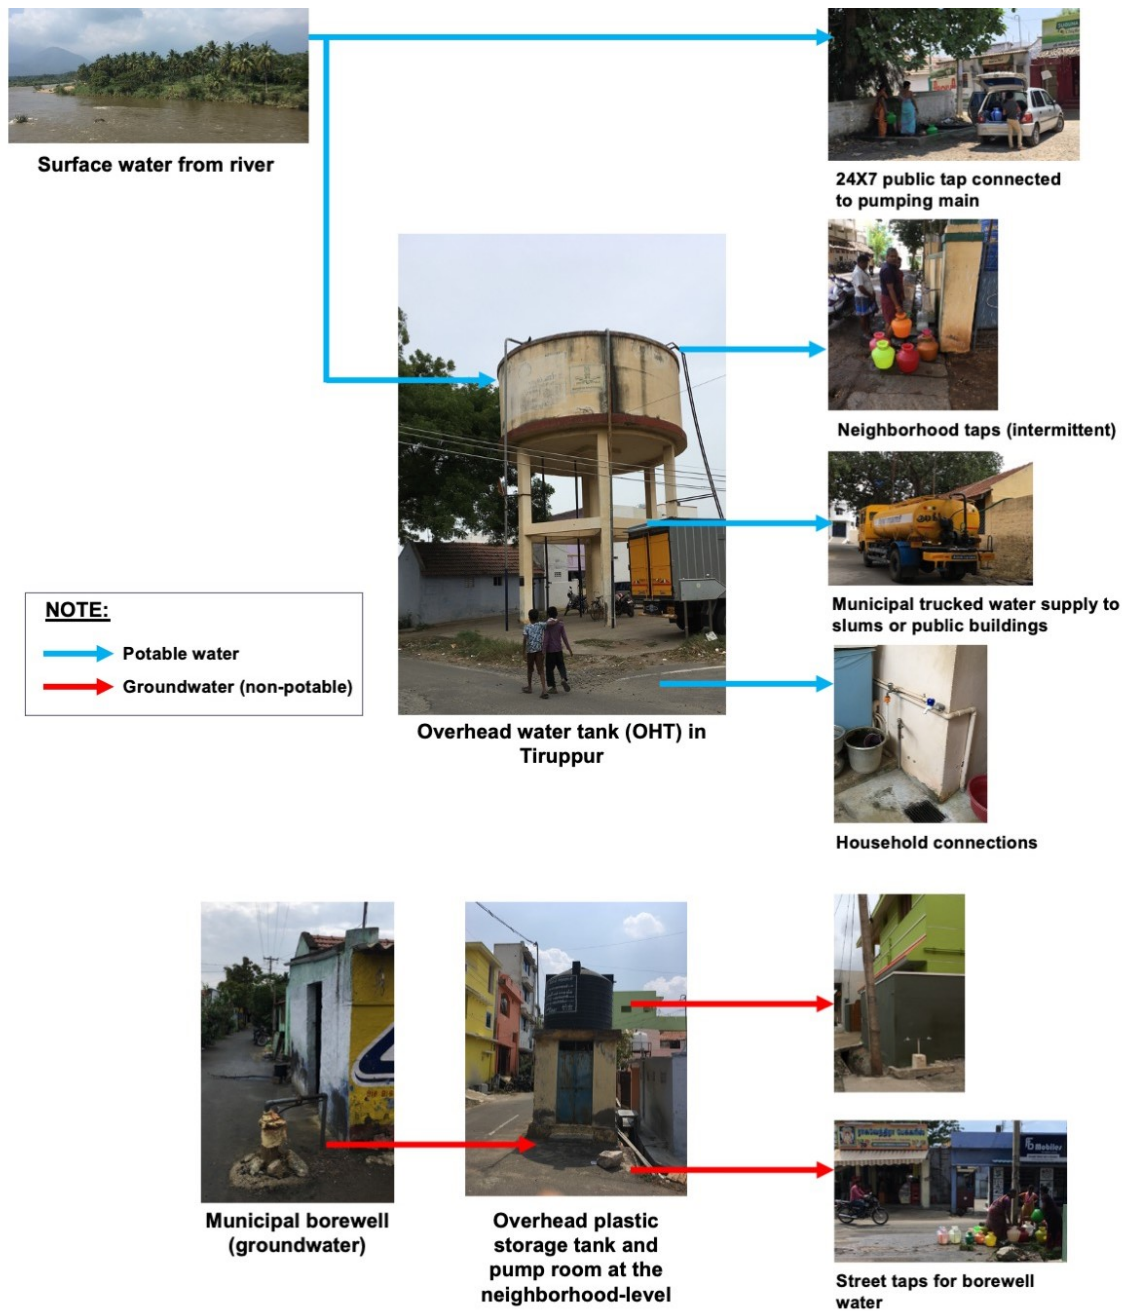 Surface water from river
24X7 public tap connected
to pumping main
Neighborhood taps (intermittent)
Municipal trucked water supply to
slums or public buildings
NOTE:
Potable water
Groundwater (non-potable)
Overhead water tank (OHT) in
Tiruppur
Household connections
Municipal borewell
(groundwater)
Overhead plastic
storage tank and
pump room at the
neighborhood-level
Mobiles
Street taps for borewell
water